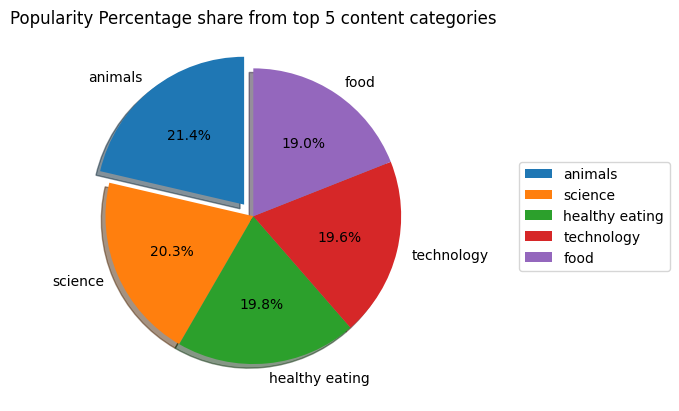 Popularity Percentage share from top 5 content categories
animals
food
21.4%
19.0%
science
20.3%
19.6%
technology
19.8%
healthy eating
animals
science
healthy eating
technology
food